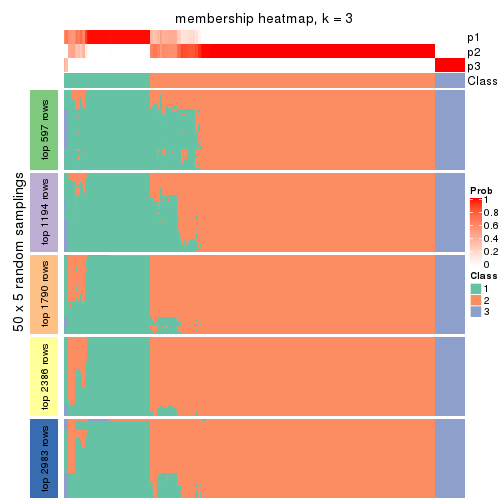 membership heatmap, k = 3
p1
p2
p3
Class
50 x 5 random samplings
top 597 rows
top 1194 rows
top 1790 rows
top 2386 rows
top 2983 rows
Prob
1
0.8
0.6
0.4
0.2
0
Class
1
2
3